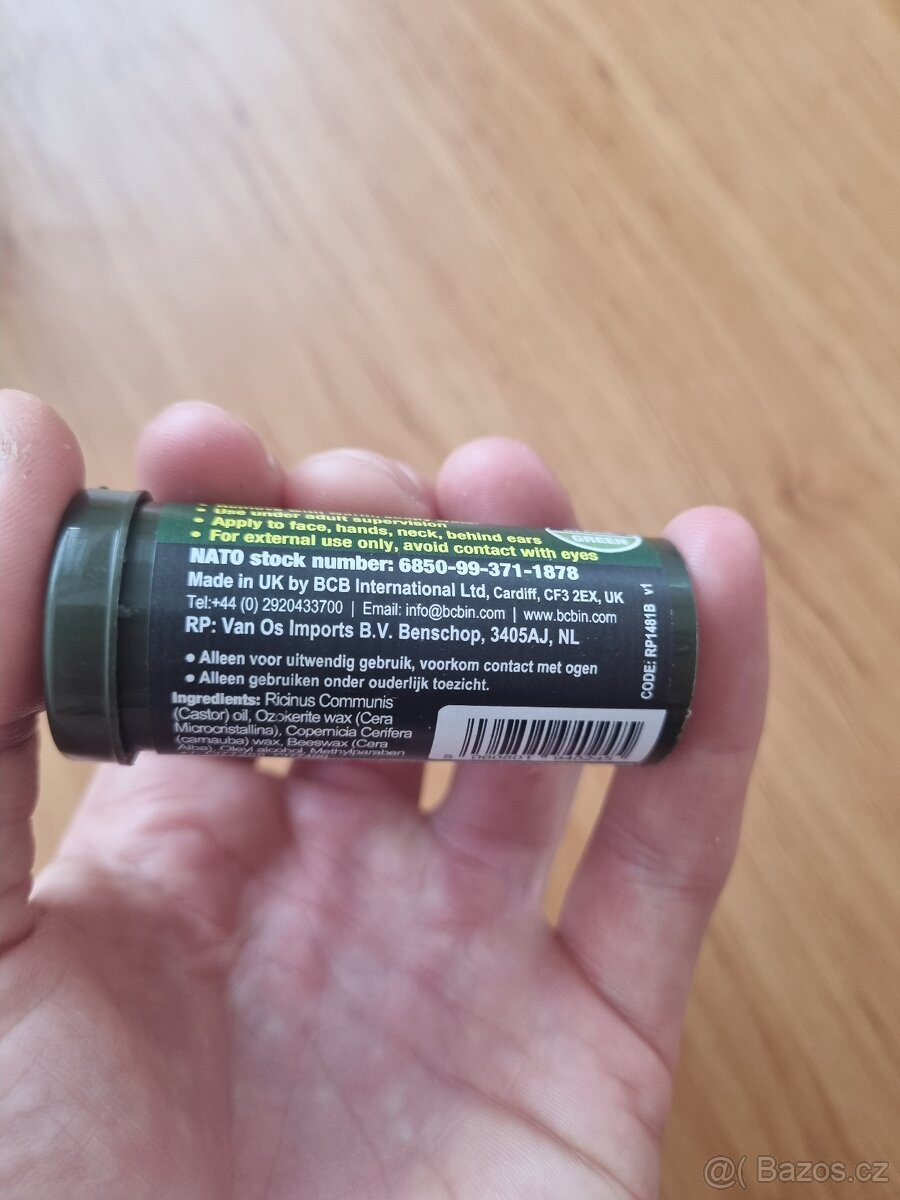 • Use under adult supervision
• Apply to face, hands, neck, behind ears
• For external use only, avoid contact with eyes
GREEN
NATO stock number: 6850-99-371-1878
Made in UK by BCB International Ltd, Cardiff, CF3 2EX, UK
Tel:+44 (0) 2920433700 | Email: info@bcbin.com | www.bcbin.com
RP: Van Os Imports B.V. Benschop, 3405AJ, NL
• Alleen voor uitwendig gebruik, voorkom contact met ogen
• Alleen gebruiken onder ouderlijk toezicht.
Ingredients: Ricinus Communis
(Castor) oil, Ozokerite wax (Cera
Microcristallina), Copernicia Cerifera
(carnauba) wax, Beeswax (Cera
Alba), Oleyl alcohol, Methylparaben
CODE: RP1481B v1
@( Bazos.cz